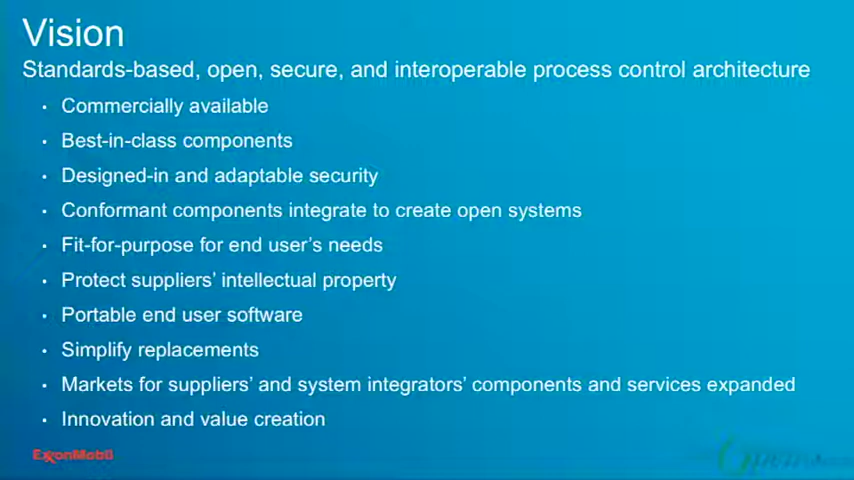 Vision
Standards-based, open, secure, and interoperable process control architecture
• Commercially available
• Best-in-class components
• Designed-in and adaptable security
• Conformant components integrate to create open systems
• Fit-for-purpose for end user's needs
• Protect suppliers' intellectual property
• Portable end user software
• Simplify replacements
• Markets for suppliers' and system integrators' components and services expanded
• Innovation and value creation
ExxonMobil